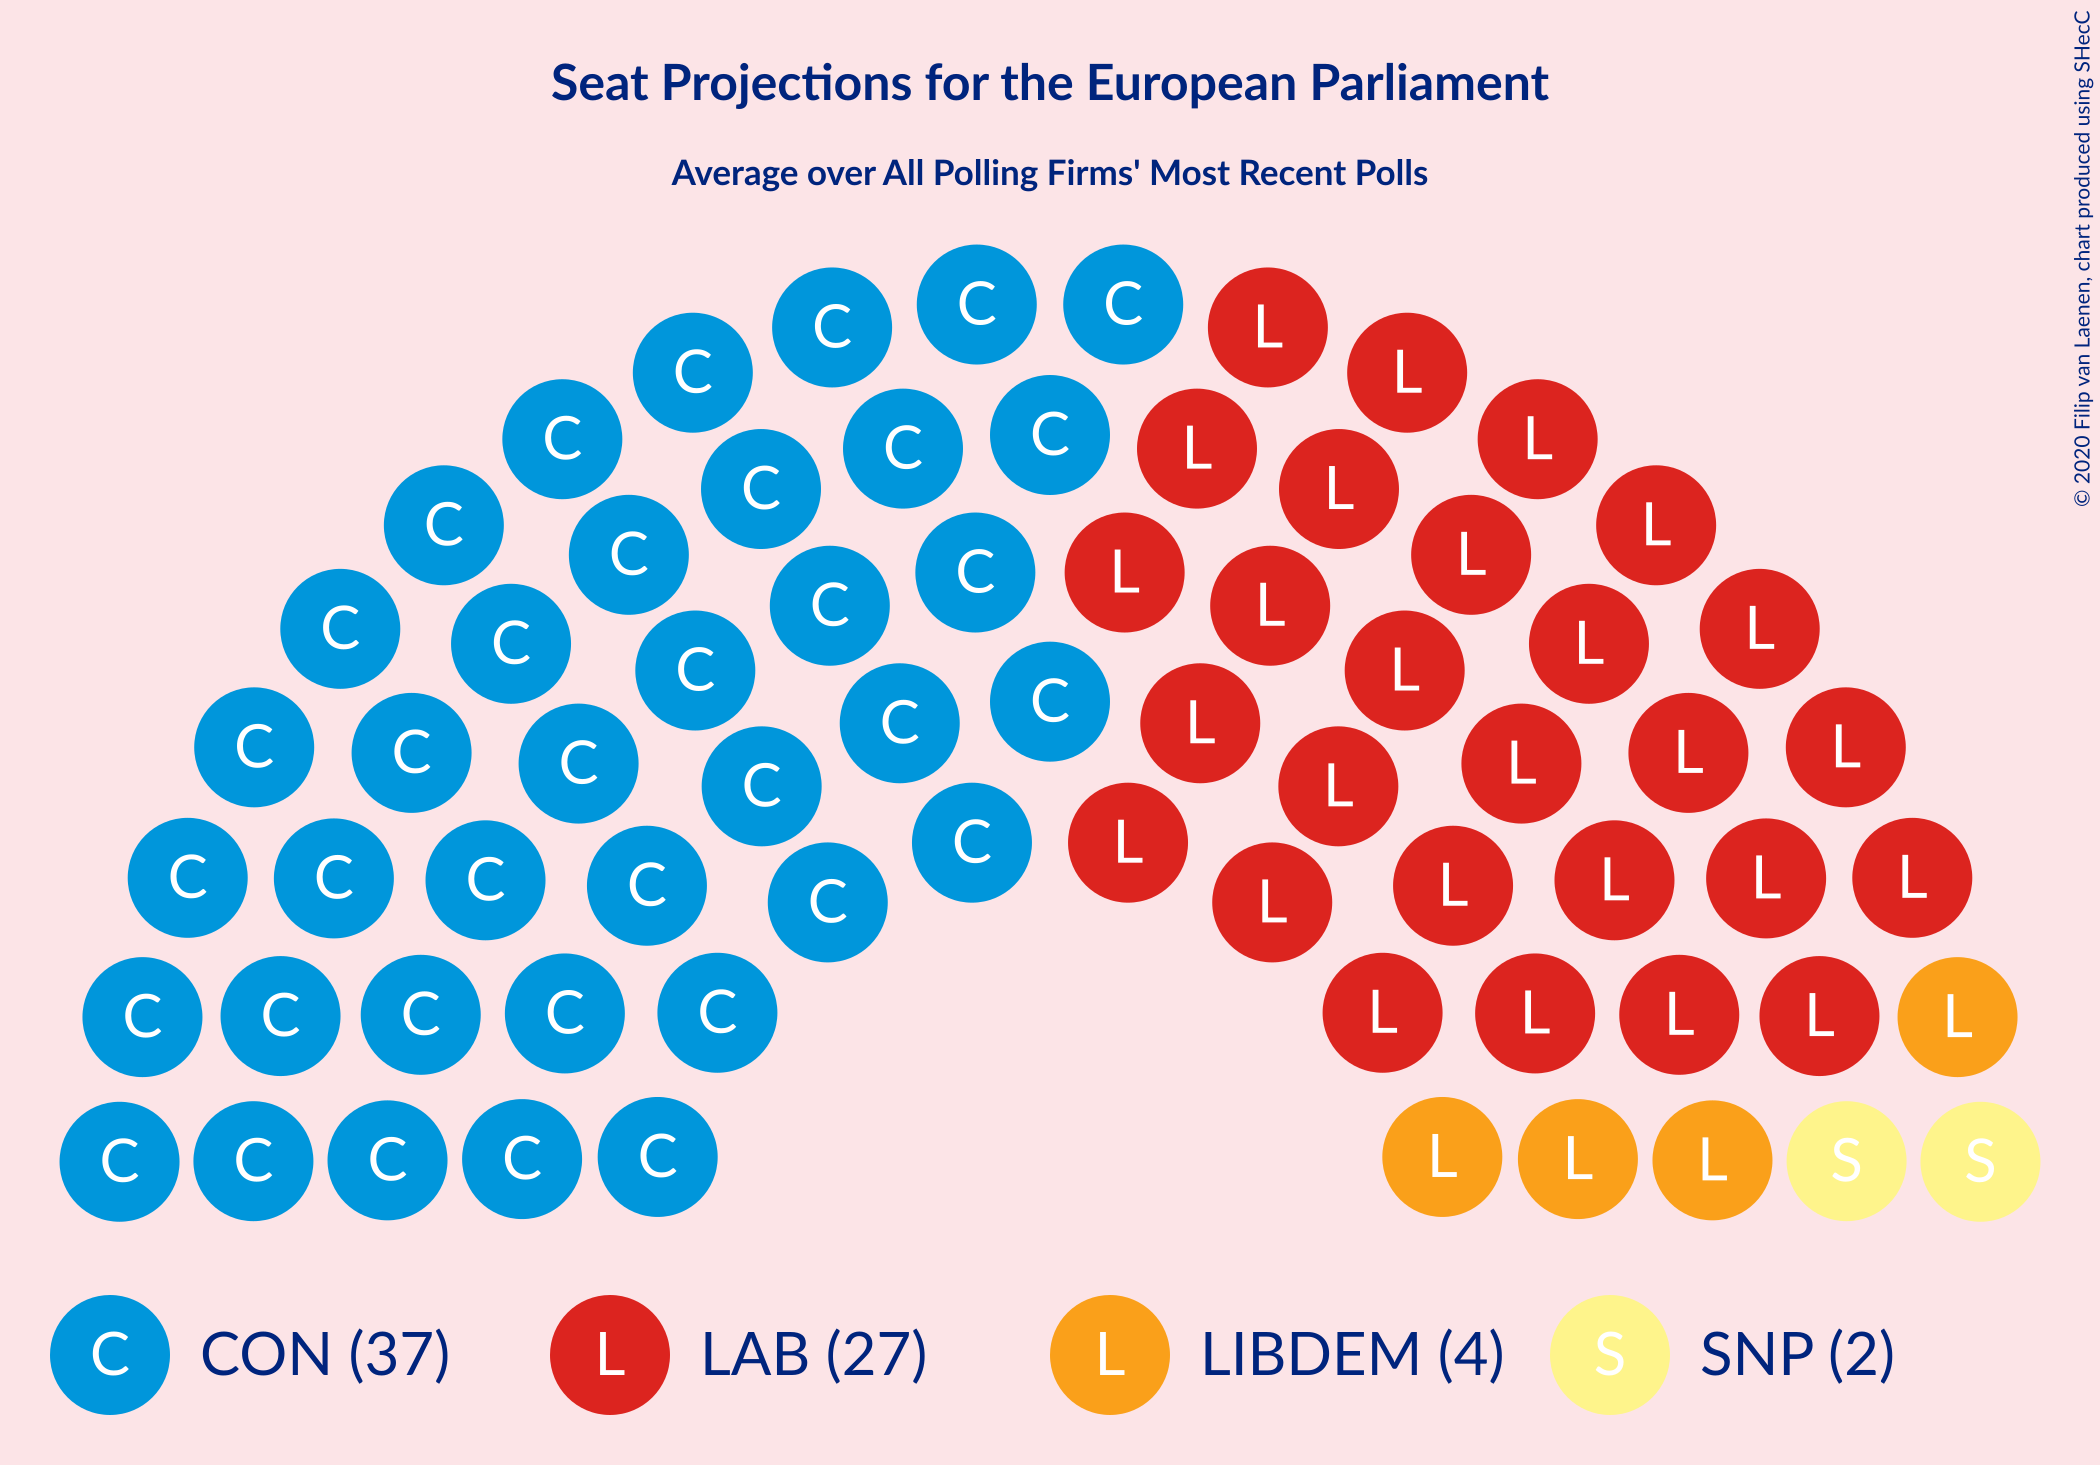 Seat Projections for the European Parliament
Average over All Polling Firms' Most Recent Polls
© 2020 Filip van Laenen, chart produced using SHecC
C C
C L
C L
C C L L
C C L L
C C C L L L
C C L L
C C L L
C C C L L L
C C L L
C C L L
C C C L L L
C C C C L L L L
C C L L
C C C C C L L L L L
C C C C C L L L L S S
C CON (37) L LAB (27) L LIBDEM (4) S SNP (2)